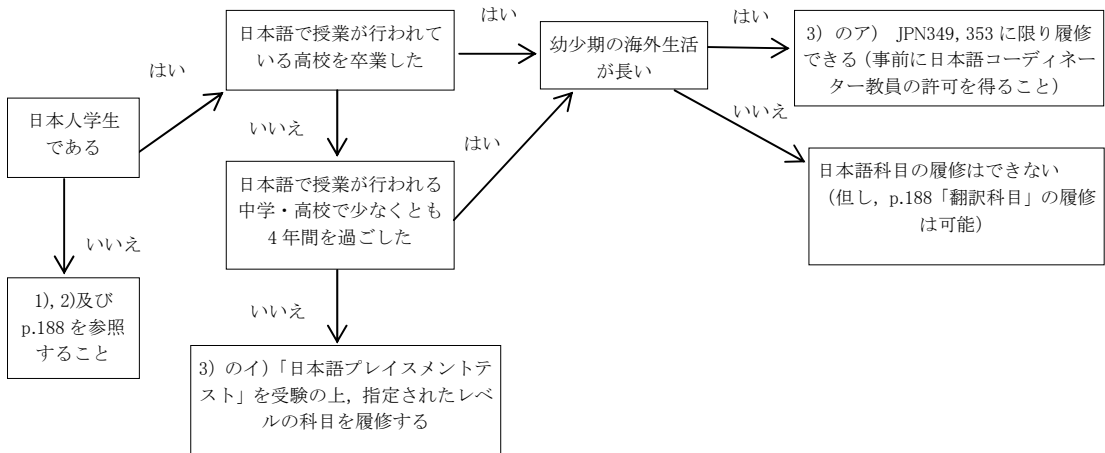 日本人学生
である
はい
いいえ
1), 2)及び
p.188 を参照
すること
日本語で授業が行われて
いる高校を卒業した
はい
いいえ
日本語で授業が行われる
中学・高校で少なくとも
4 年間を過ごした
はい
いいえ
3）のイ）「日本語プレイスメントテ
スト」を受験の上，指定されたレベ
ルの科目を履修する
幼少期の海外生活
が長い
はい
いいえ
3）のア） JPN349, 353 に限り履修
できる（事前に日本語コーディネー
ター教員の許可を得ること）
日本語科目の履修はできない
（但し，p.188「翻訳科目」の履修
は可能）